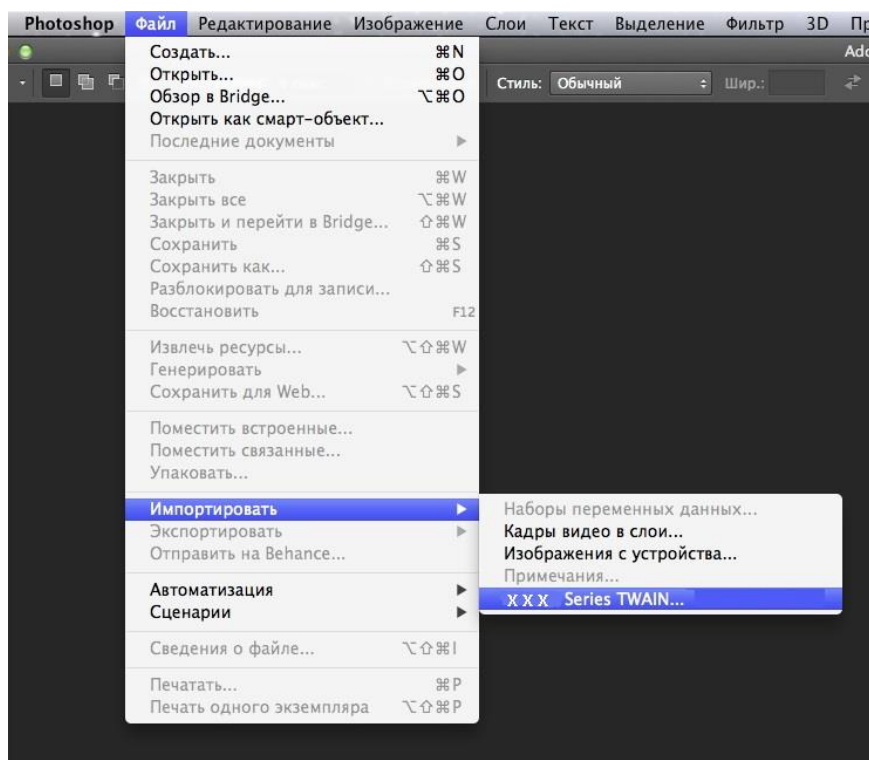 Photoshop Файл Редактирование Изображение Слои Текст Выделение Фильтр 3D Пр
Ado
Стиль: Обычный Шир.:
Создать... ⌘N
Открыть... ⌘O
Обзор в Bridge... ⌥⌘O
Открыть как смарт-объект...
Последние документы ▶
Закрыть ⌘W
Закрыть все ⌥⌘W
Закрыть и перейти в Bridge... ⇧⌘W
Сохранить ⌘S
Сохранить как... ⇧⌘S
Разблокировать для записи...
Восстановить F12
Извлечь ресурсы... ⌥⇧⌘W
Генерировать ▶
Сохранить для Web... ⌥⇧⌘S
Поместить встроенные...
Поместить связанные...
Упаковать...
Импортировать ▶
Экспортировать ▶
Отправить на Behance...
Автоматизация ▶
Сценарии ▶
Сведения о файле... ⌥⇧⌘I
Печатать... ⌘P
Печать одного экземпляра ⌥⇧⌘P
Наборы переменных данных...
Кадры видео в слои...
Изображения с устройства...
Примечания...
X X X Series TWAIN...